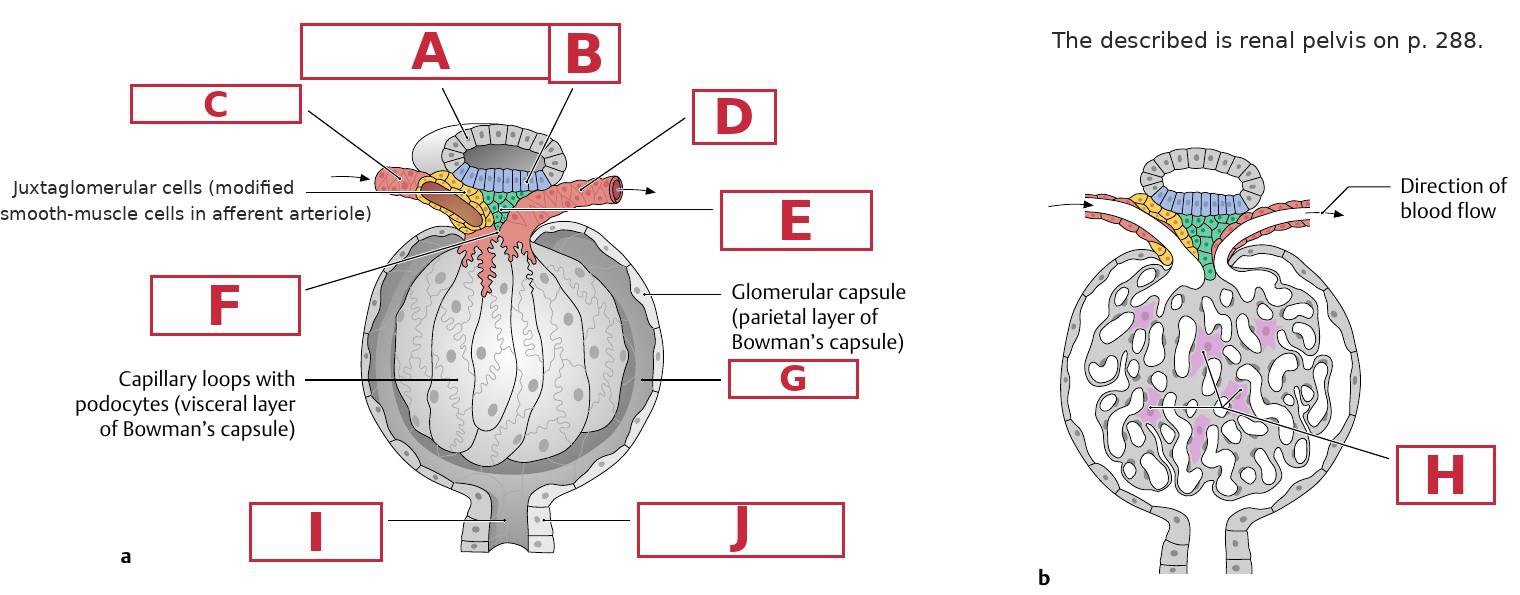 The described is renal pelvis on p. 288.
A
B
C
D
Juxtaglomerular cells (modified
smooth-muscle cells in afferent arteriole)
E
F
Glomerular capsule
(parietal layer of
Bowman’s capsule)
G
Capillary loops with
podocytes (visceral layer
of Bowman’s capsule)
I
J
a
Direction of
blood flow
H
b